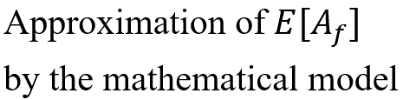 Approximation of E[A_f]
by the mathematical model